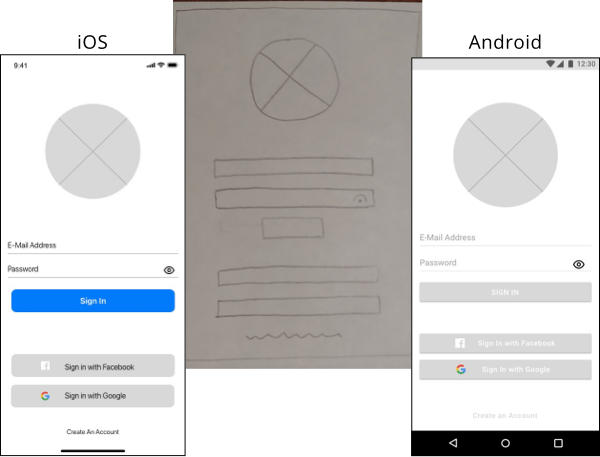 iOS
Android
9:41
12:30
E-Mail Address
Password
Sign In
Sign in with Facebook
Sign in with Google
Create An Account
E-Mail Address
Password
SIGN IN
Sign In with Facebook
Sign In with Google
Create an Account